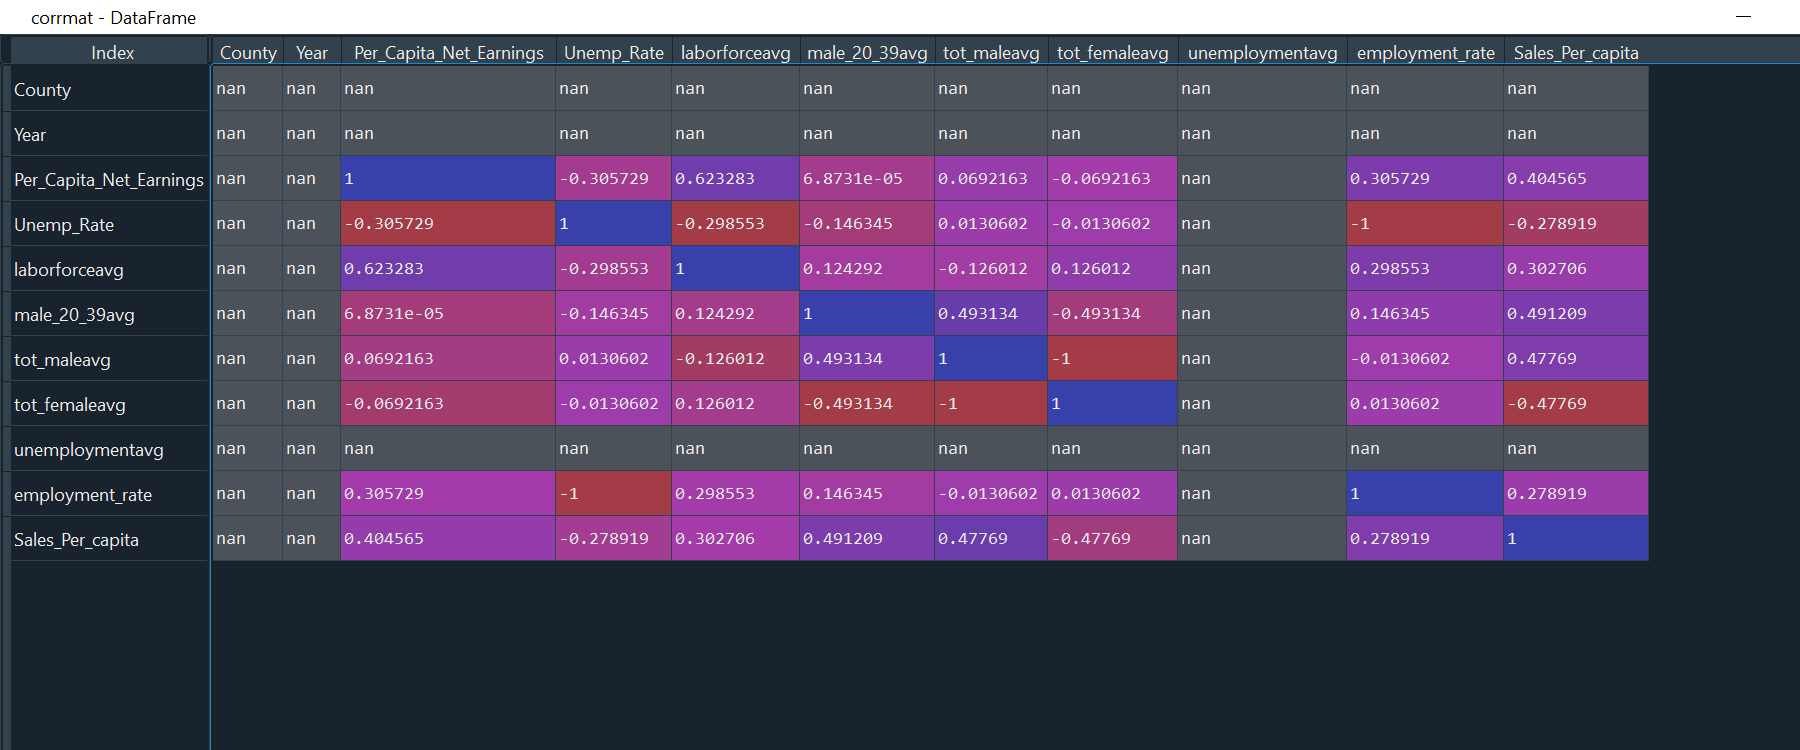 corrmat - DataFrame
Index County Year Per_Capita_Net_Earnings Unemp_Rate laborforceavg male_20_39avg tot_maleavg tot_femaleavg unemploymentavg employment_rate Sales_Per_capita
County nan nan nan nan nan nan nan nan nan nan nan
Year nan nan nan nan nan nan nan nan nan nan nan
Per_Capita_Net_Earnings nan nan 1 -0.305729 0.623283 6.8731e-05 0.0692163 -0.0692163 nan 0.305729 0.404565
Unemp_Rate nan nan -0.305729 1 -0.298553 -0.146345 0.0130602 -0.0130602 nan -1 -0.278919
laborforceavg nan nan 0.623283 -0.298553 1 0.124292 -0.126012 0.126012 nan 0.298553 0.302706
male_20_39avg nan nan 6.8731e-05 -0.146345 0.124292 1 0.493134 -0.493134 nan 0.146345 0.491209
tot_maleavg nan nan 0.0692163 0.0130602 -0.126012 0.493134 1 -1 nan -0.0130602 0.47769
tot_femaleavg nan nan -0.0692163 -0.0130602 0.126012 -0.493134 -1 1 nan 0.0130602 -0.47769
unemploymentavg nan nan nan nan nan nan nan nan nan nan nan
employment_rate nan nan 0.305729 -1 0.298553 0.146345 -0.0130602 0.0130602 nan 1 0.278919
Sales_Per_capita nan nan 0.404565 -0.278919 0.302706 0.491209 0.47769 -0.47769 nan 0.278919 1